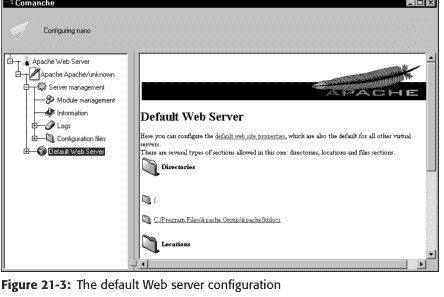 Comanche
Configuring nano
Apache Web Server
Apache Apache/unknown
Server management
Module management
Information
Logs
Configuration files
Default Web Server
APACHE
Default Web Server
Here you can configure the default web site properties, which are also the default for all other virtual
servers.
There are several types of sections allowed in this one: directories, locations and files sections.
Directories
/
C:/Program Files/Apache Group/Apache/htdocs
Locations
Figure 21-3: The default Web server configuration